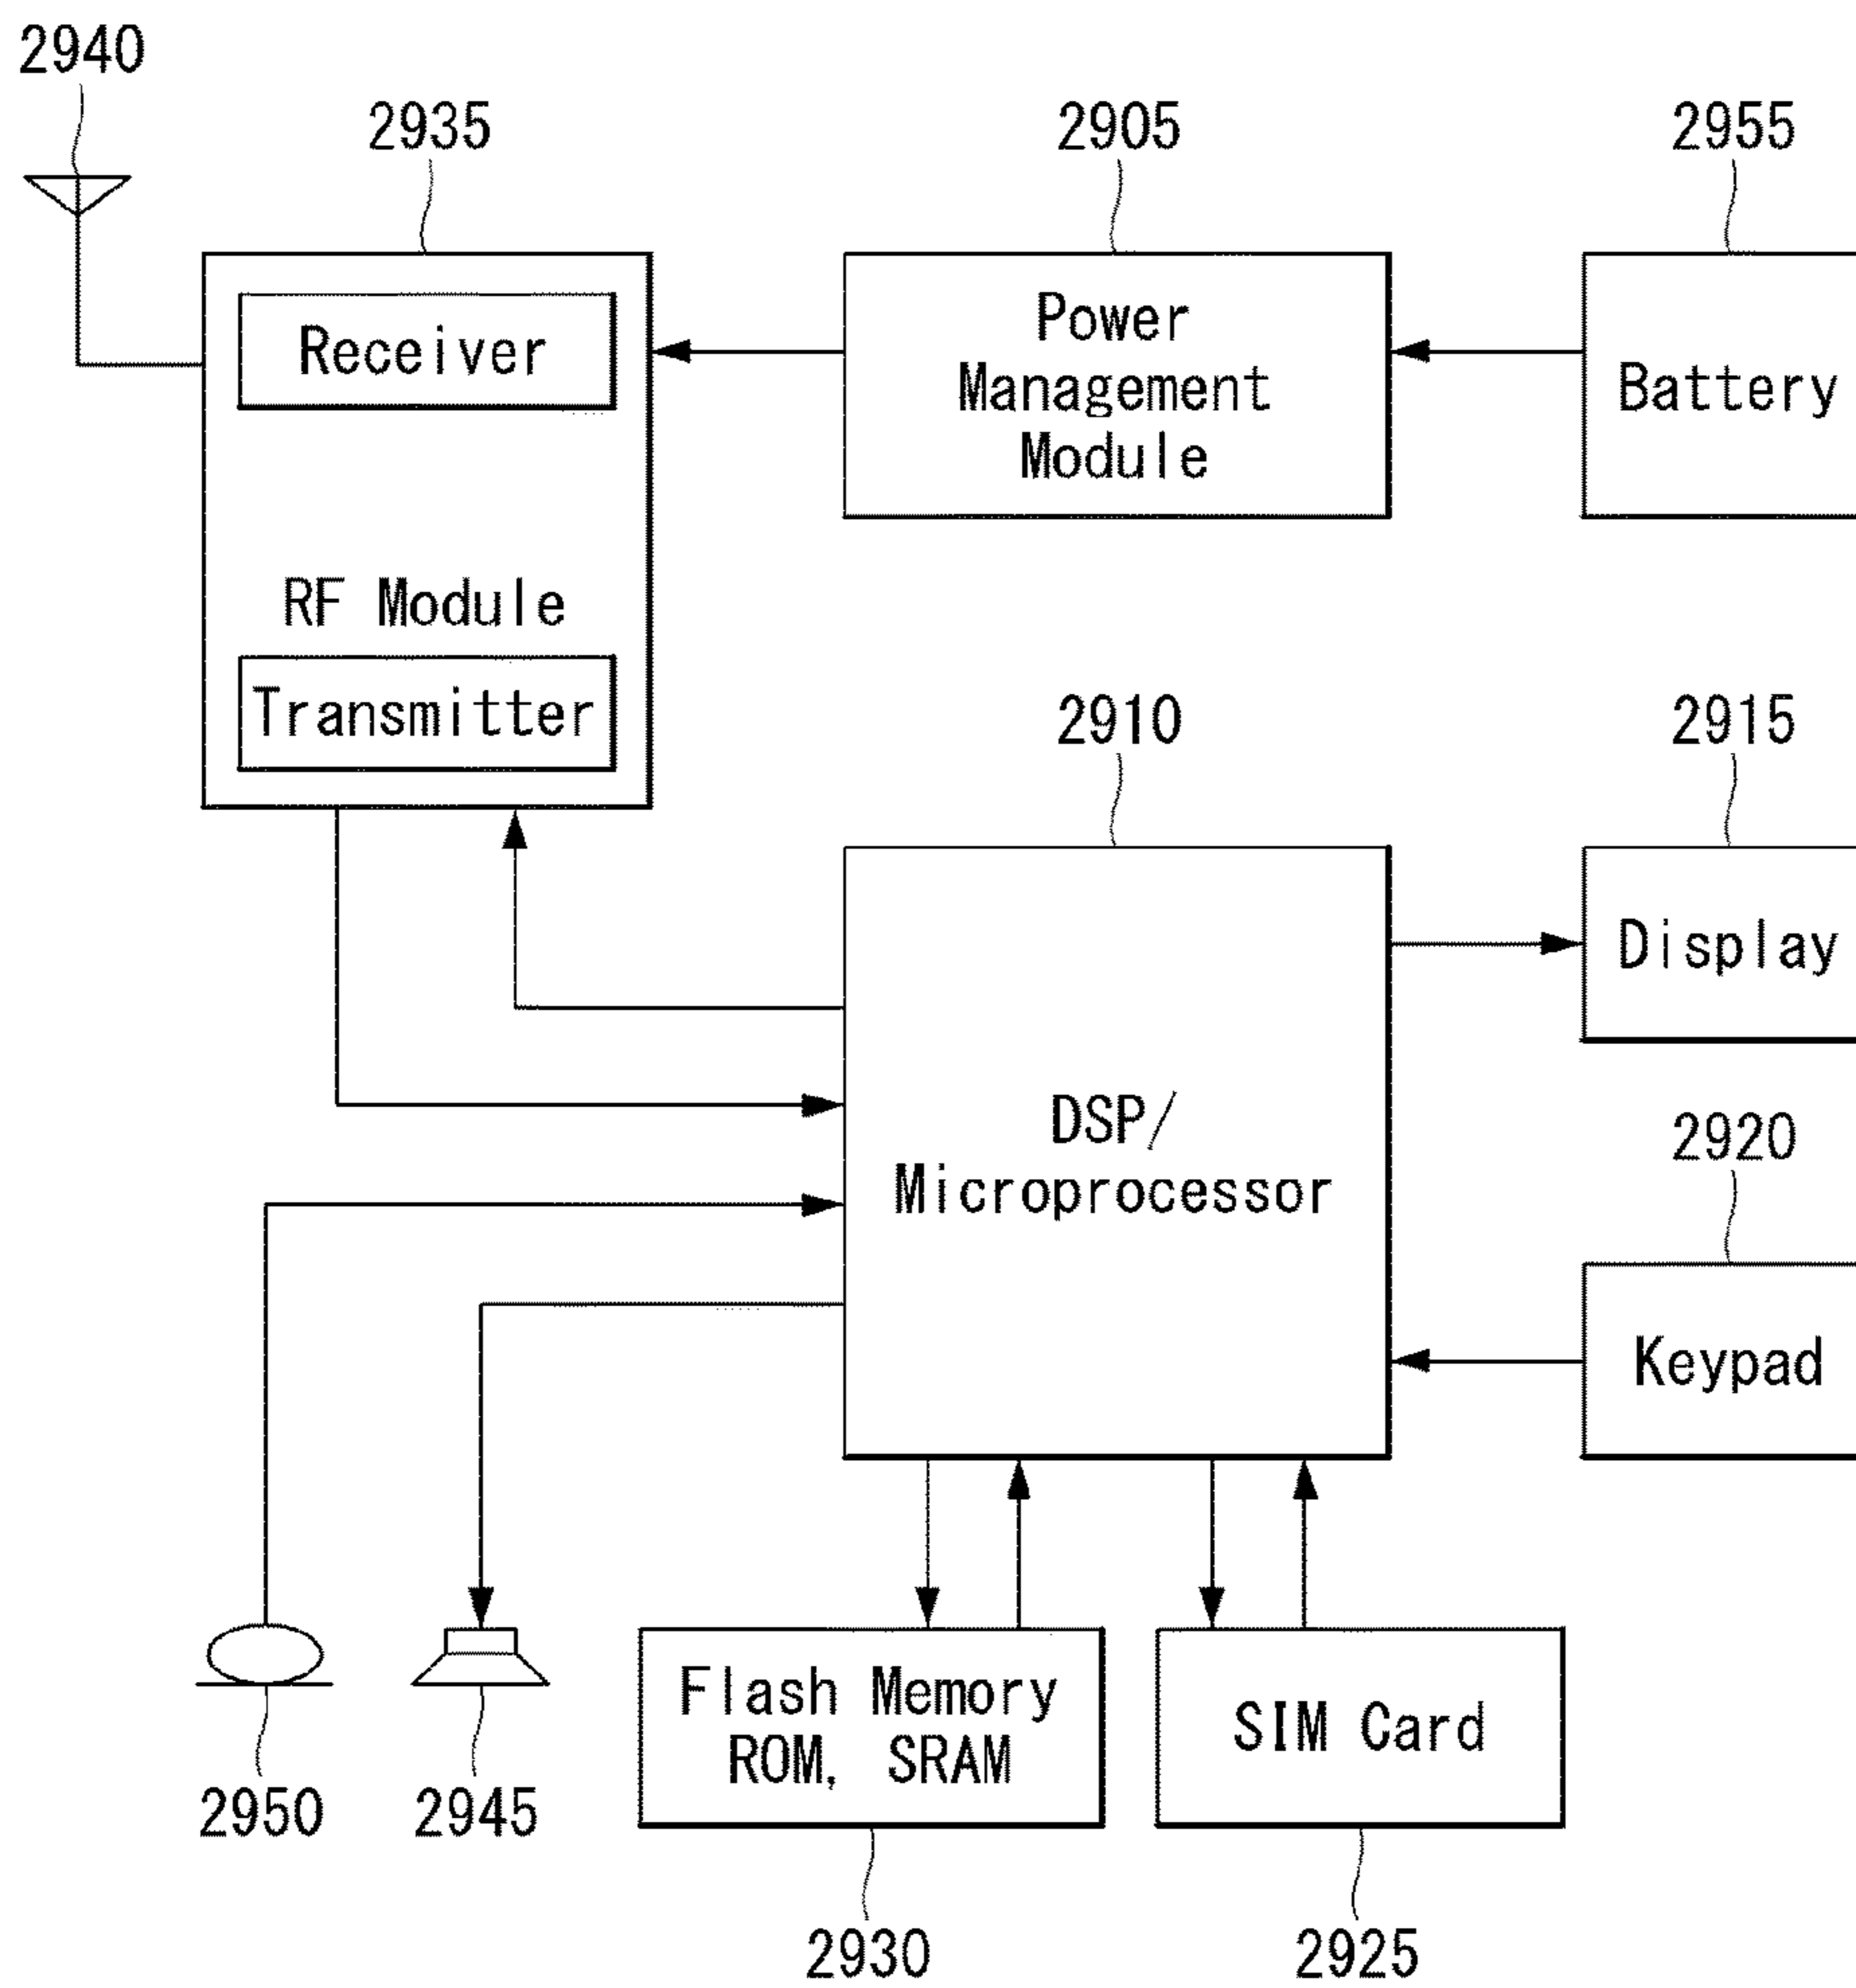 2940
2935
2905
2955
Receiver
RF Module
Transmitter
Power
Management
Module
Battery
2910
2915
DSP/
Microprocessor
Display
2920
Keypad
Flash Memory
ROM, SRAM
SIM Card
2950
2945
2930
2925